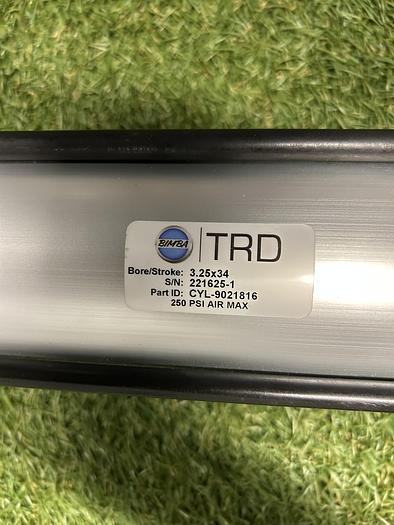 BIMBA TRD
Bore/Stroke: 3.25x34
S/N: 221625-1
Part ID: CYL-9021816
250 PSI AIR MAX